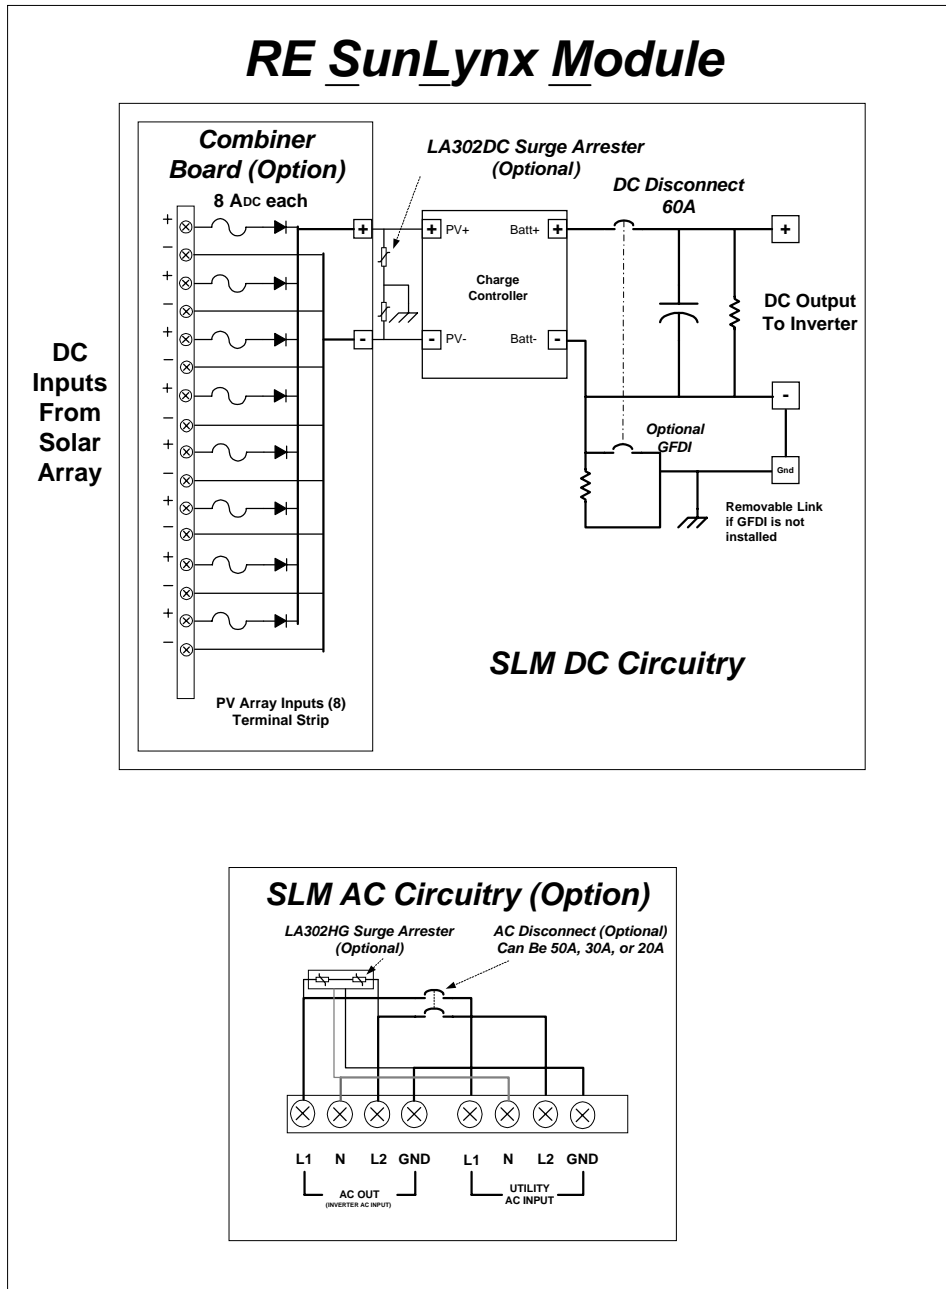 RE SunLynx Module
Combiner
Board (Option)
8 ADC each
LA302DC Surge Arrester
(Optional)
DC Disconnect
60A
+
−
+
−
+
−
+
−
+
−
+
−
+
−
+
−
+
-
+
PV+
Batt+
+
-
PV-
Batt-
-
Charge
Controller
+
DC Output
To Inverter
-
Gnd
DC
Inputs
From
Solar
Array
Optional
GFDI
Removable Link
if GFDI is not
installed
SLM DC Circuitry
PV Array Inputs (8)
Terminal Strip
SLM AC Circuitry (Option)
LA302HG Surge Arrester
(Optional)
AC Disconnect (Optional)
Can Be 50A, 30A, or 20A
L1 N L2 GND L1 N L2 GND
AC OUT
(INVERTER AC INPUT)
UTILITY
AC INPUT